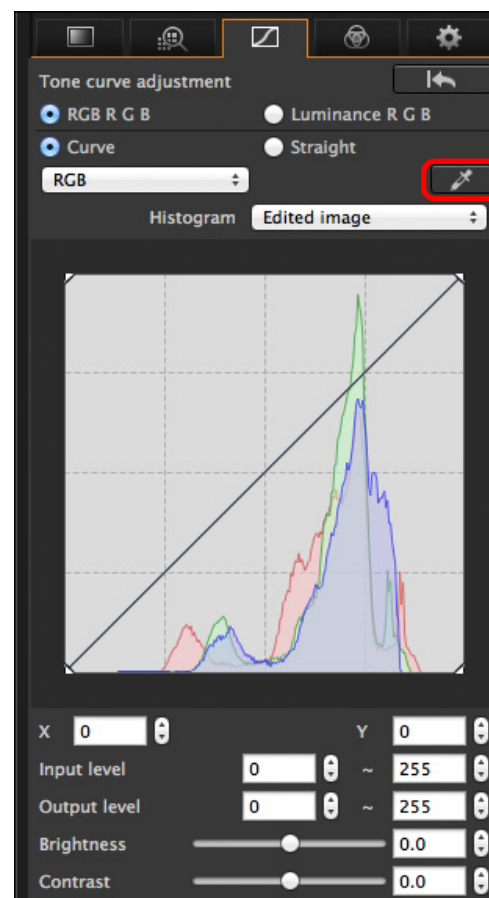 Tone curve adjustment
RGB R G B Luminance R G B
Curve Straight
RGB
Histogram Edited image
X 0 Y 0
Input level 0 ~ 255
Output level 0 ~ 255
Brightness 0.0
Contrast 0.0